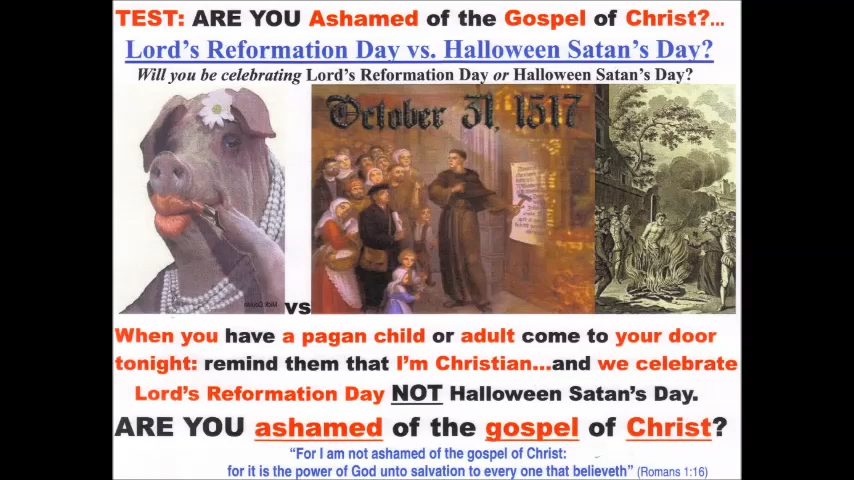 TEST: ARE YOU Ashamed of the Gospel of Christ?...
Lord's Reformation Day vs. Halloween Satan's Day?
Will you be celebrating Lord's Reformation Day or Halloween Satan's Day?
October 31, 1517
vs
When you have a pagan child or adult come to your door
tonight: remind them that I'm Christian...and we celebrate
Lord's Reformation Day NOT Halloween Satan's Day.
ARE YOU ashamed of the gospel of Christ?
"For I am not ashamed of the gospel of Christ:
for it is the power of God unto salvation to every one that believeth" (Romans 1:16)